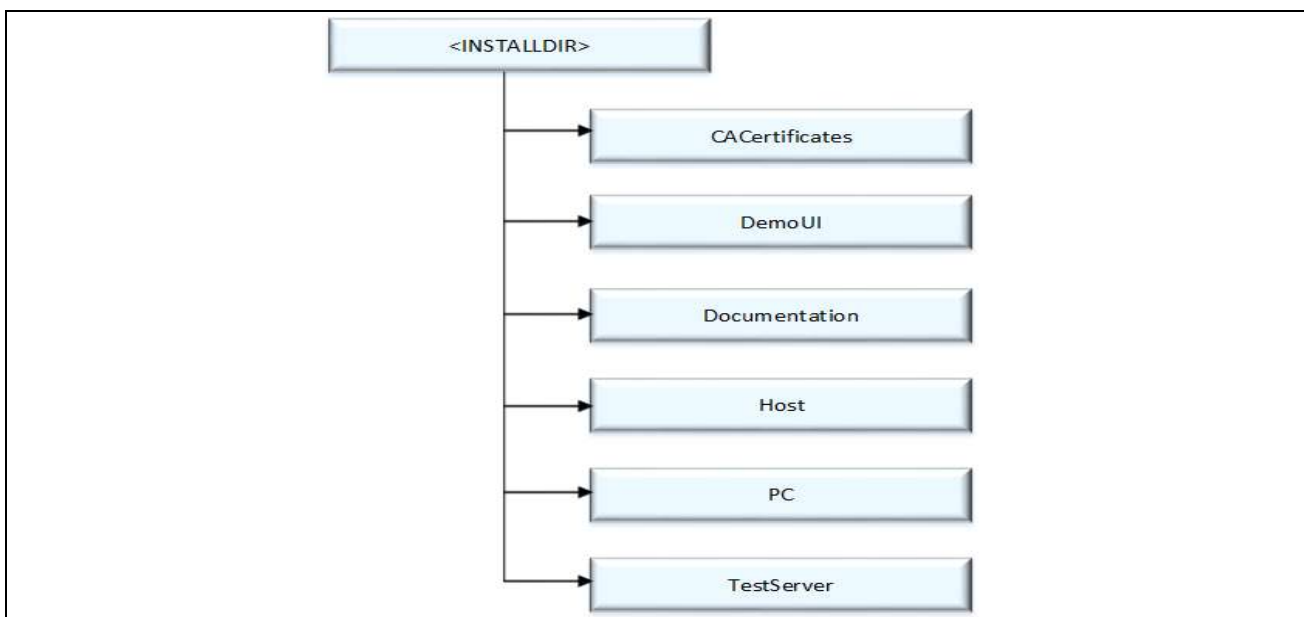 <INSTALLDIR>
CACertificates
DemoUI
Documentation
Host
PC
TestServer